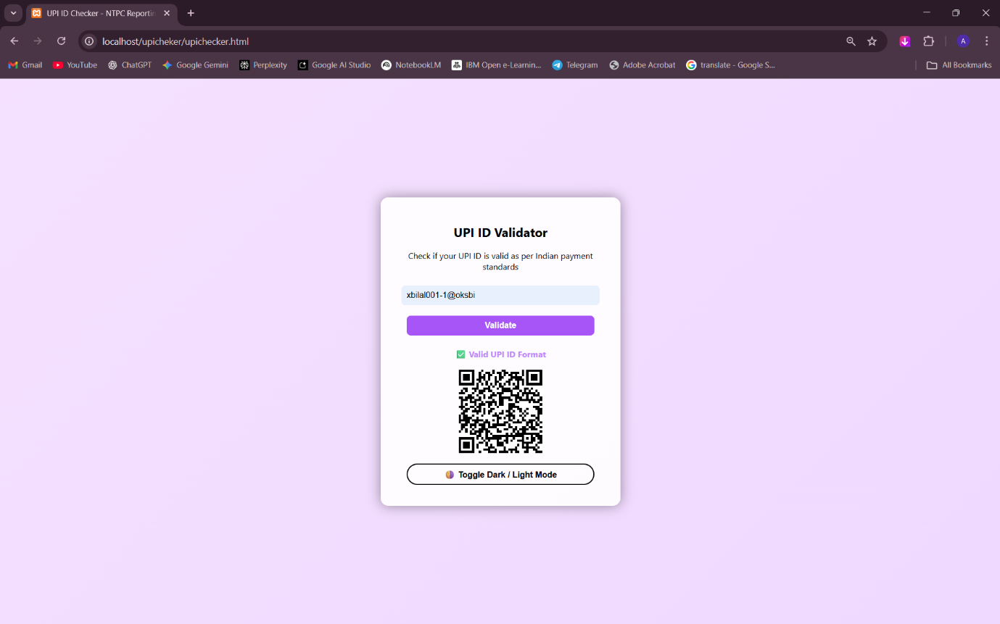 UPI ID Checker - NTPC Reportin
localhost/upicheker/upichecker.html
A
Gmail
YouTube
ChatGPT
Google Gemini
Perplexity
Google AI Studio
NotebookLM
IBM Open e-Learnin...
Telegram
Adobe Acrobat
translate - Google S...
All Bookmarks
UPI ID Validator
Check if your UPI ID is valid as per Indian payment
standards
xbilal001-1@oksbi
Validate
✅ Valid UPI ID Format
Toggle Dark / Light Mode